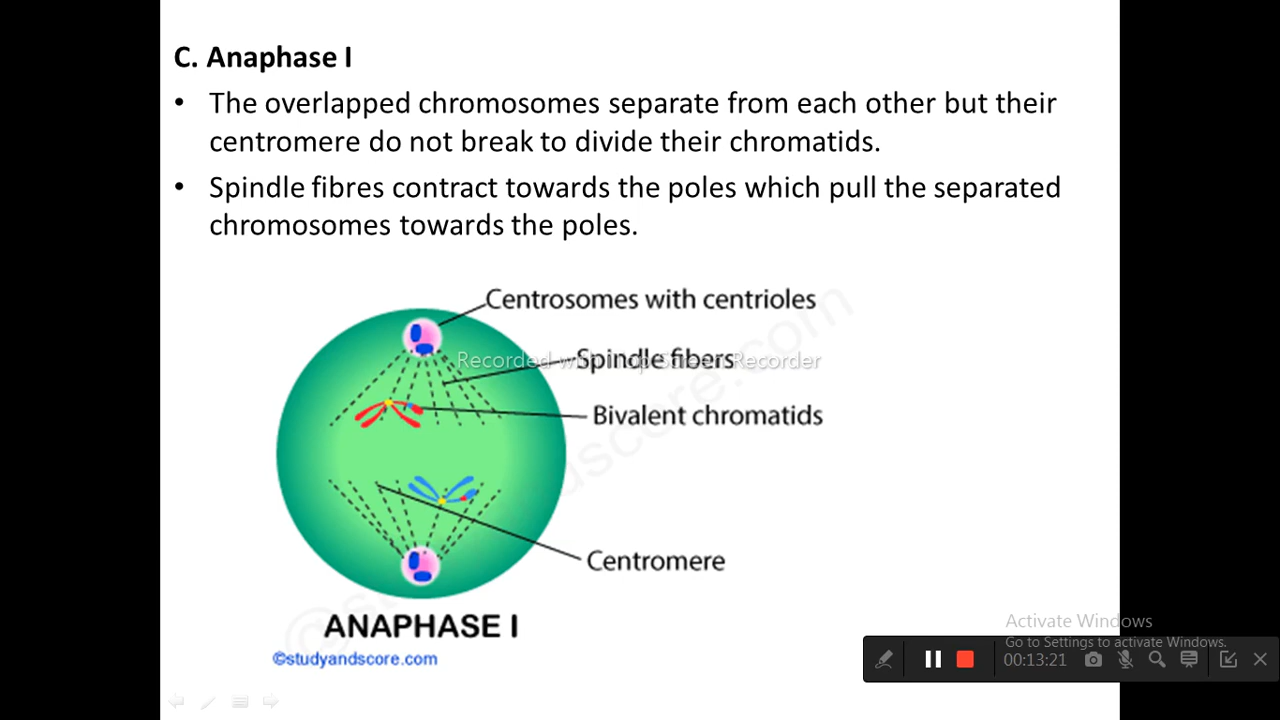 C. Anaphase I
• The overlapped chromosomes separate from each other but their
centromere do not break to divide their chromatids.
• Spindle fibres contract towards the poles which pull the separated
chromosomes towards the poles.
Centrosomes with centrioles
Spindle fibers
Bivalent chromatids
Centromere
ANAPHASE I
©studyandscore.com
Activate Windows
Go to Settings to activate Windows.
00:13:21